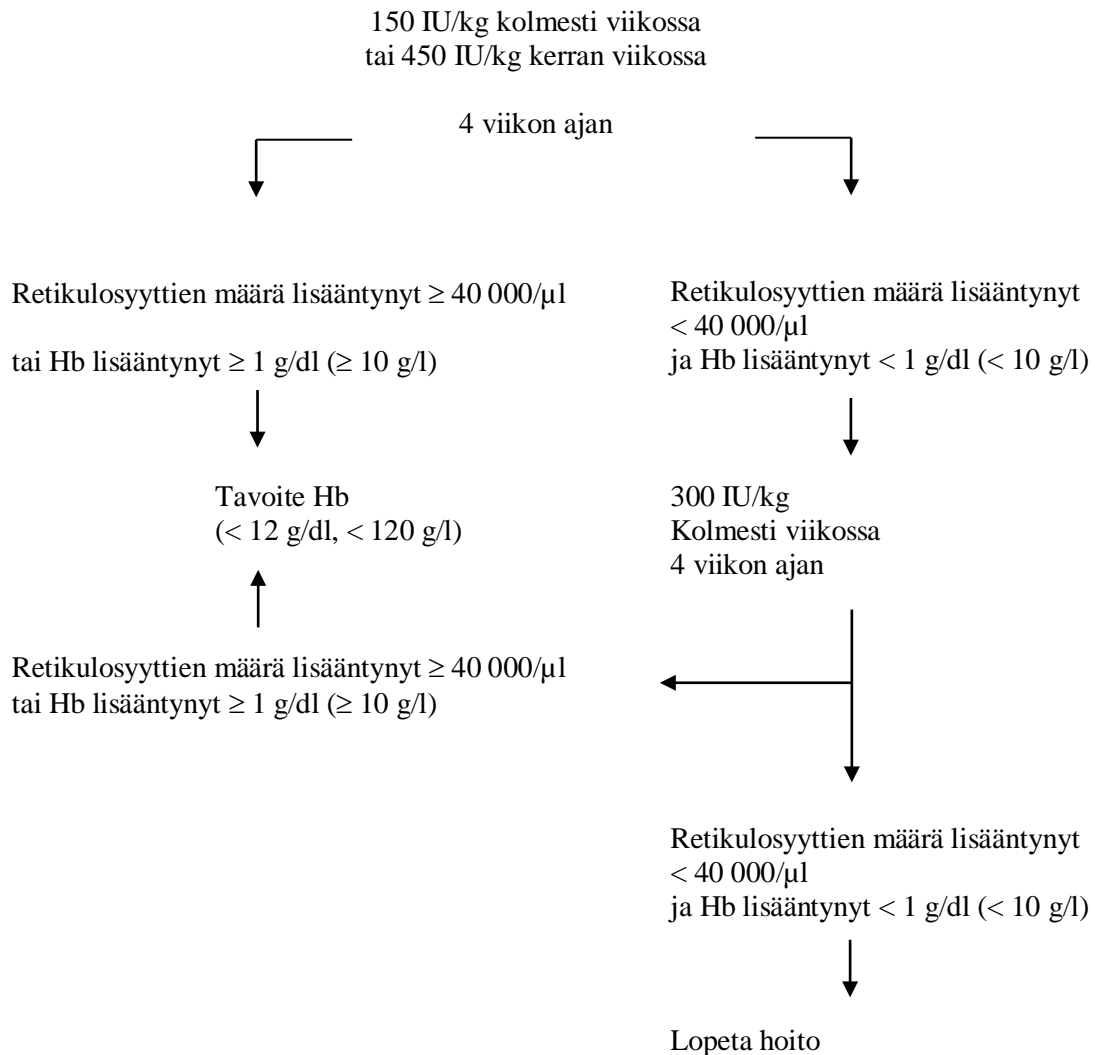 150 IU/kg kolmesti viikossa
tai 450 IU/kg kerran viikossa
4 viikon ajan
Retikulosyyttien määrä lisääntynyt ≥ 40 000/µl
tai Hb lisääntynyt ≥ 1 g/dl (≥ 10 g/l)
Retikulosyyttien määrä lisääntynyt
< 40 000/µl
ja Hb lisääntynyt < 1 g/dl (< 10 g/l)
Tavoite Hb
(< 12 g/dl, < 120 g/l)
300 IU/kg
Kolmesti viikossa
4 viikon ajan
Retikulosyyttien määrä lisääntynyt ≥ 40 000/µl
tai Hb lisääntynyt ≥ 1 g/dl (≥ 10 g/l)
Retikulosyyttien määrä lisääntynyt
< 40 000/µl
ja Hb lisääntynyt < 1 g/dl (< 10 g/l)
Lopeta hoito